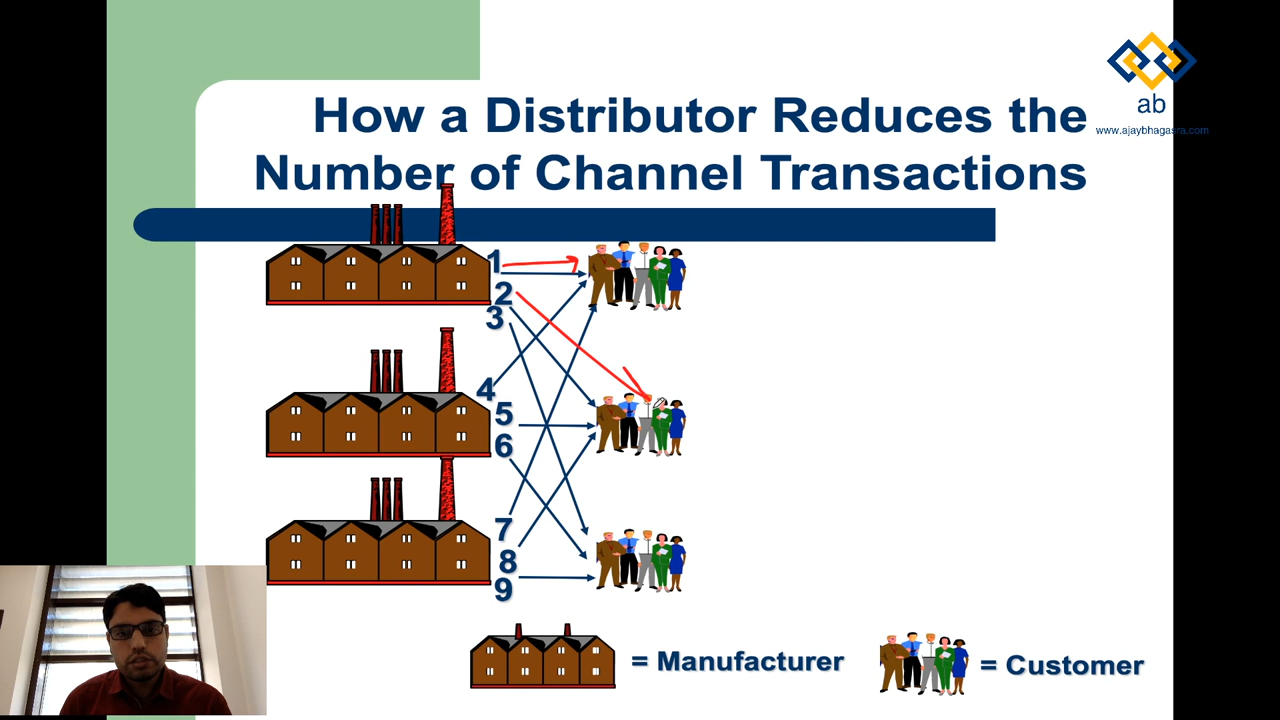 How a Distributor Reduces the
Number of Channel Transactions
ab
www.ajaybhagasra.com
1
2
3
4
5
6
7
8
9
= Manufacturer
= Customer